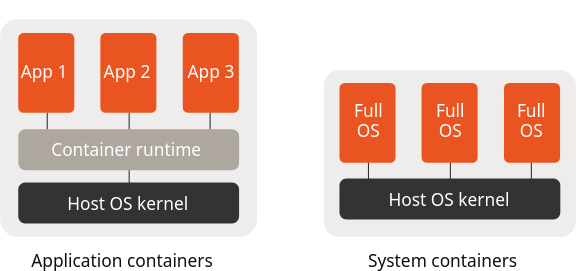 App 1
App 2
App 3
Container runtime
Host OS kernel
Application containers
Full
OS
Full
OS
Full
OS
Host OS kernel
System containers